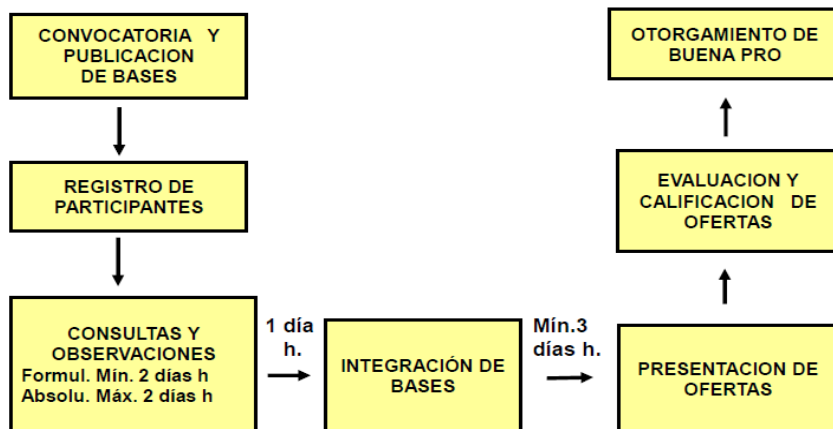 CONVOCATORIA Y
PUBLICACION
DE BASES
REGISTRO DE
PARTICIPANTES
CONSULTAS Y
OBSERVACIONES
Formul. Mín. 2 días h
Absolu. Máx. 2 días h
1 día
h.
INTEGRACIÓN DE
BASES
Mín.3
días h.
PRESENTACION DE
OFERTAS
EVALUACION Y
CALIFICACION DE
OFERTAS
OTORGAMIENTO DE
BUENA PRO